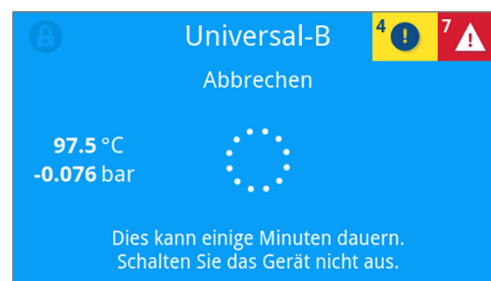 Universal-B
4
7
Abbrechen
97.5 °C
-0.076 bar
Dies kann einige Minuten dauern.
Schalten Sie das Gerät nicht aus.